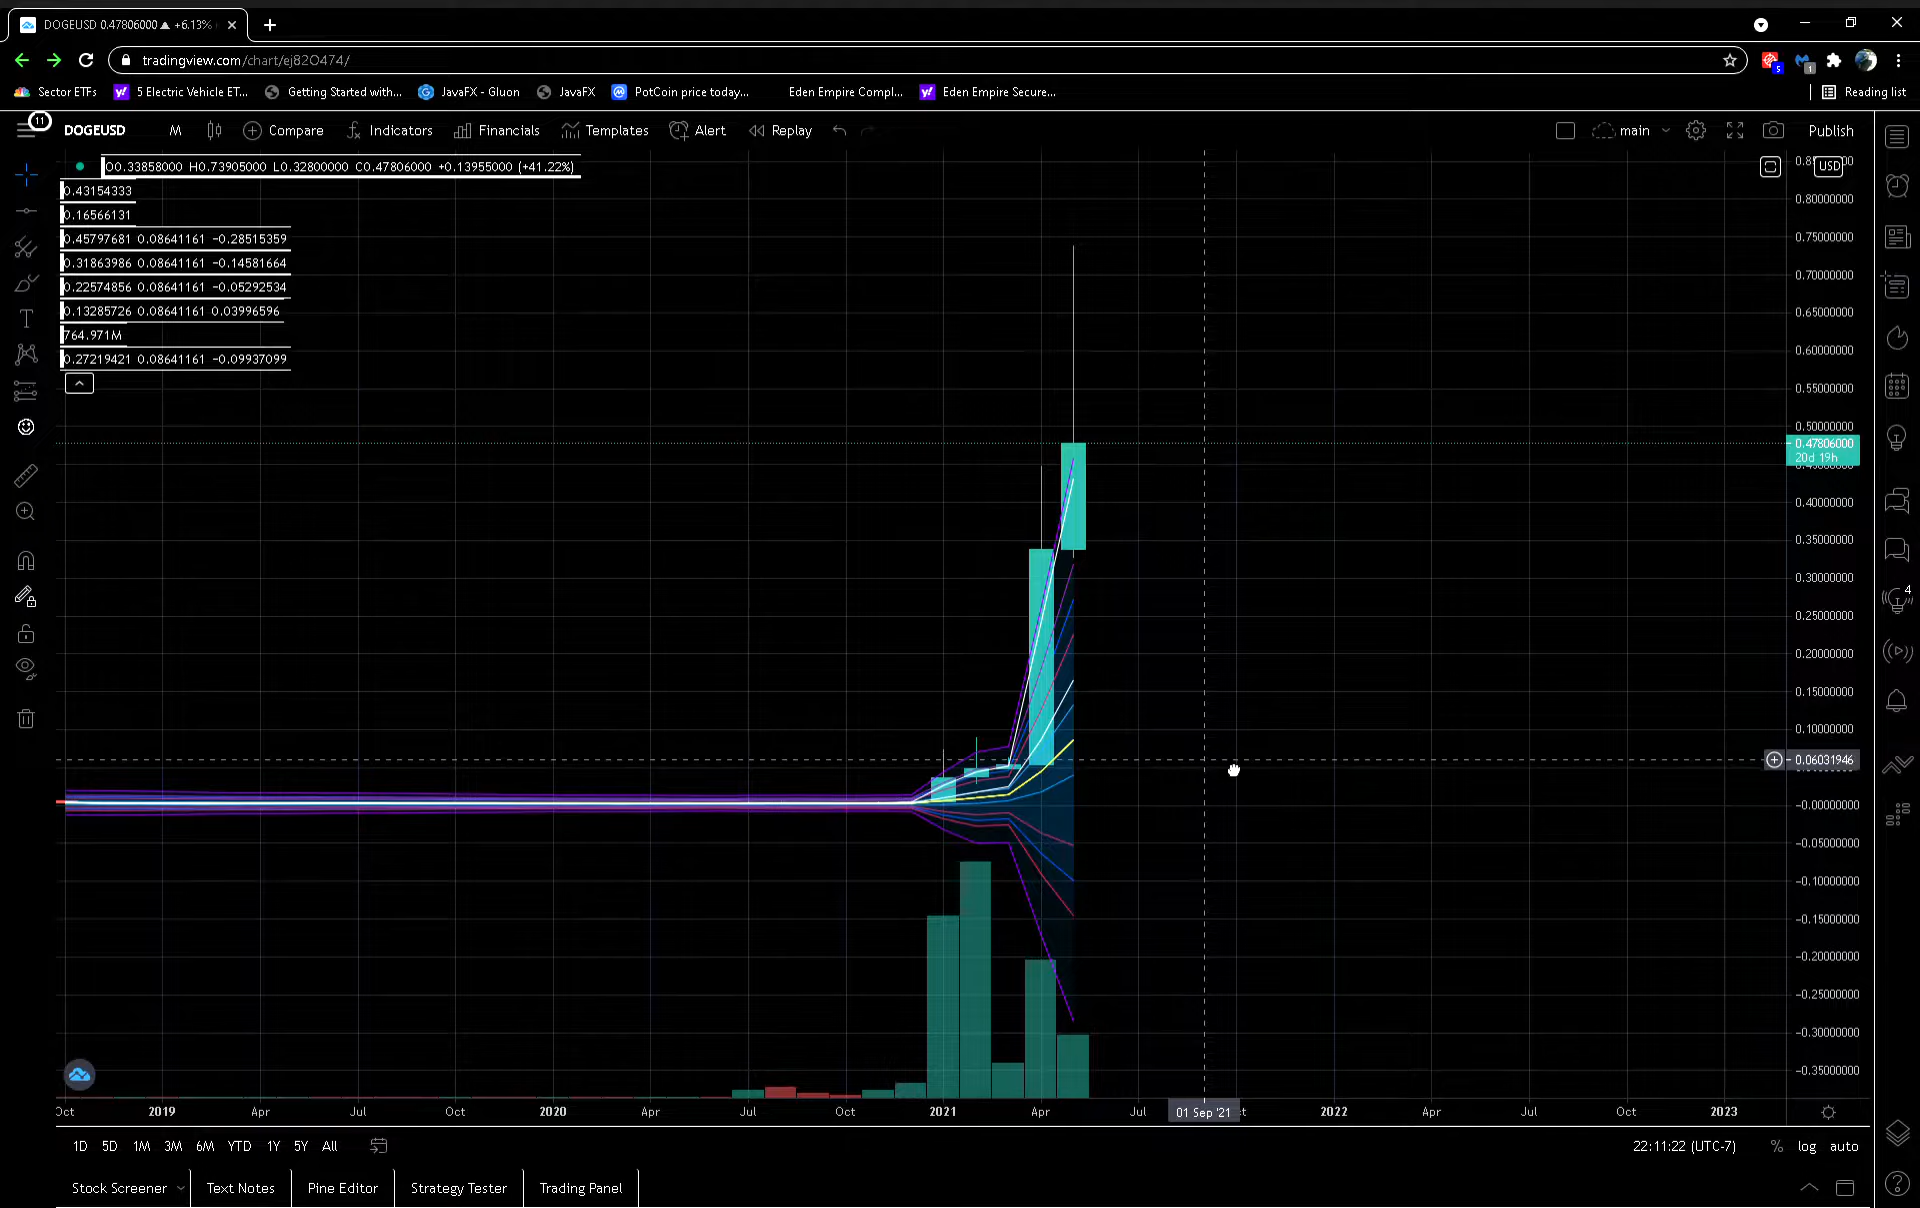 DOGEUSD 0.47806000 ▲ +6.13%
tradingview.com/chart/ej82O474/
5
1
Sector ETFs
5 Electric Vehicle ET...
Getting Started with...
JavaFX - Gluon
JavaFX
PotCoin price today...
Eden Empire Compl...
Eden Empire Secure...
Reading list
11
DOGEUSD
M
Compare
Indicators
Financials
Templates
Alert
Replay
main
Publish
O0.33858000 H0.73905000 L0.32800000 C0.47806000 +0.13955000 (+41.22%)
0.43154333
0.16566131
0.45797681 0.08641161 −0.28515359
0.31863986 0.08641161 −0.14581664
0.22574856 0.08641161 −0.05292534
0.13285726 0.08641161 0.03996596
764.971M
0.27219421 0.08641161 −0.09937099
USD
0.80000000
0.75000000
0.70000000
0.65000000
0.60000000
0.55000000
0.50000000
0.47806000
20d 19h
0.40000000
0.35000000
0.30000000
0.25000000
0.20000000
0.15000000
0.10000000
0.06031946
−0.00000000
−0.05000000
−0.10000000
−0.15000000
−0.20000000
−0.25000000
−0.30000000
−0.35000000
4
Oct
2019
Apr
Jul
Oct
2020
Apr
Jul
Oct
2021
Apr
Jul
01 Sep '21
2022
Apr
Jul
Oct
2023
1D 5D 1M 3M 6M YTD 1Y 5Y All
22:11:22 (UTC-7)
% log auto
Stock Screener
Text Notes
Pine Editor
Strategy Tester
Trading Panel